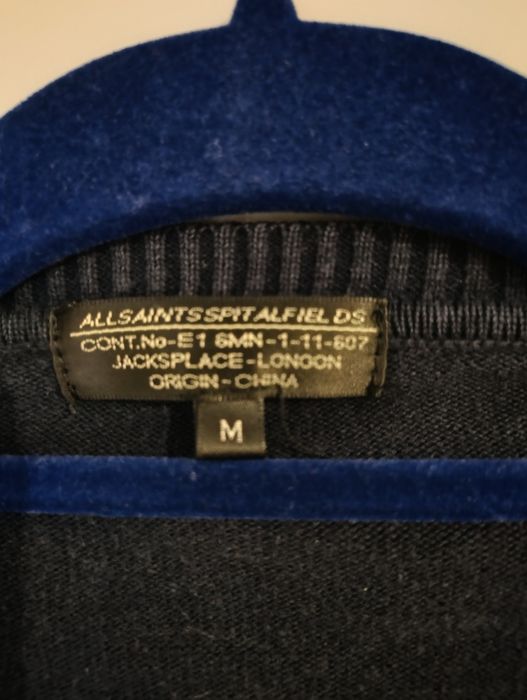 ALLSAINTSSPITALFIELDS
CONT.No-E1 6MN-1-11-607
JACKSPLACE-LONDON
ORIGIN-CHINA
M